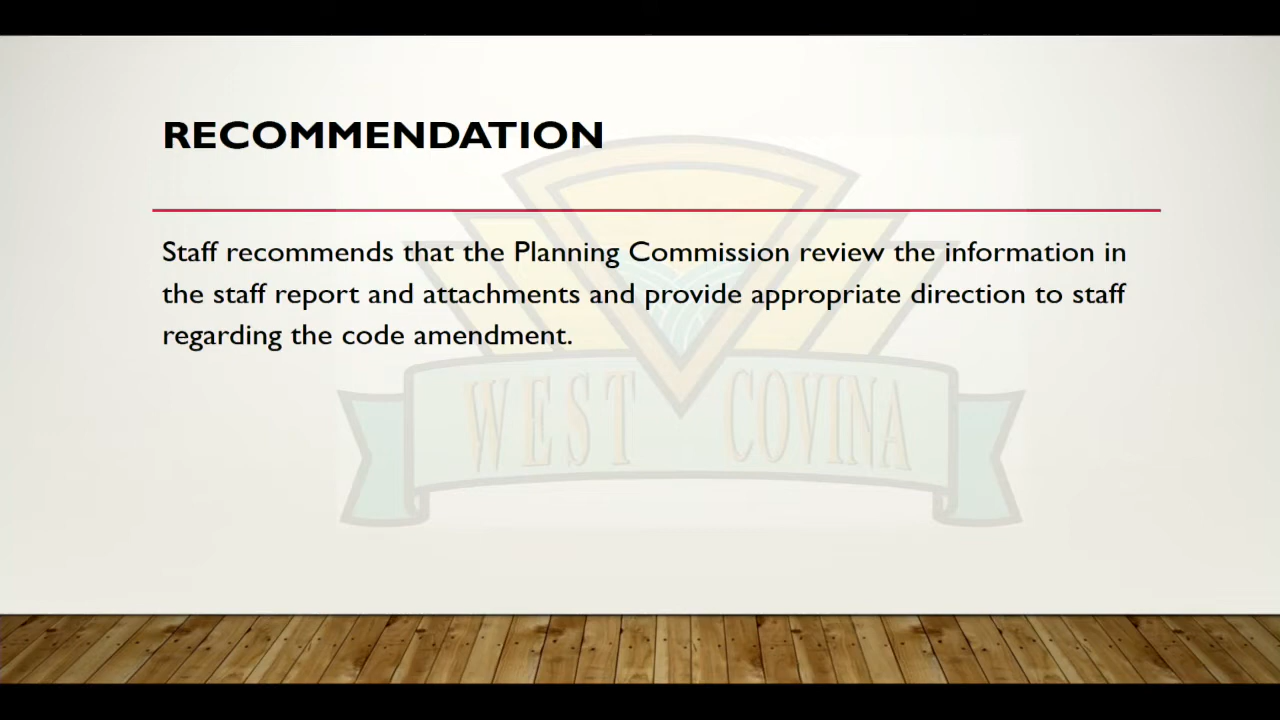 RECOMMENDATION
Staff recommends that the Planning Commission review the information in
the staff report and attachments and provide appropriate direction to staff
regarding the code amendment.
WEST COVINA